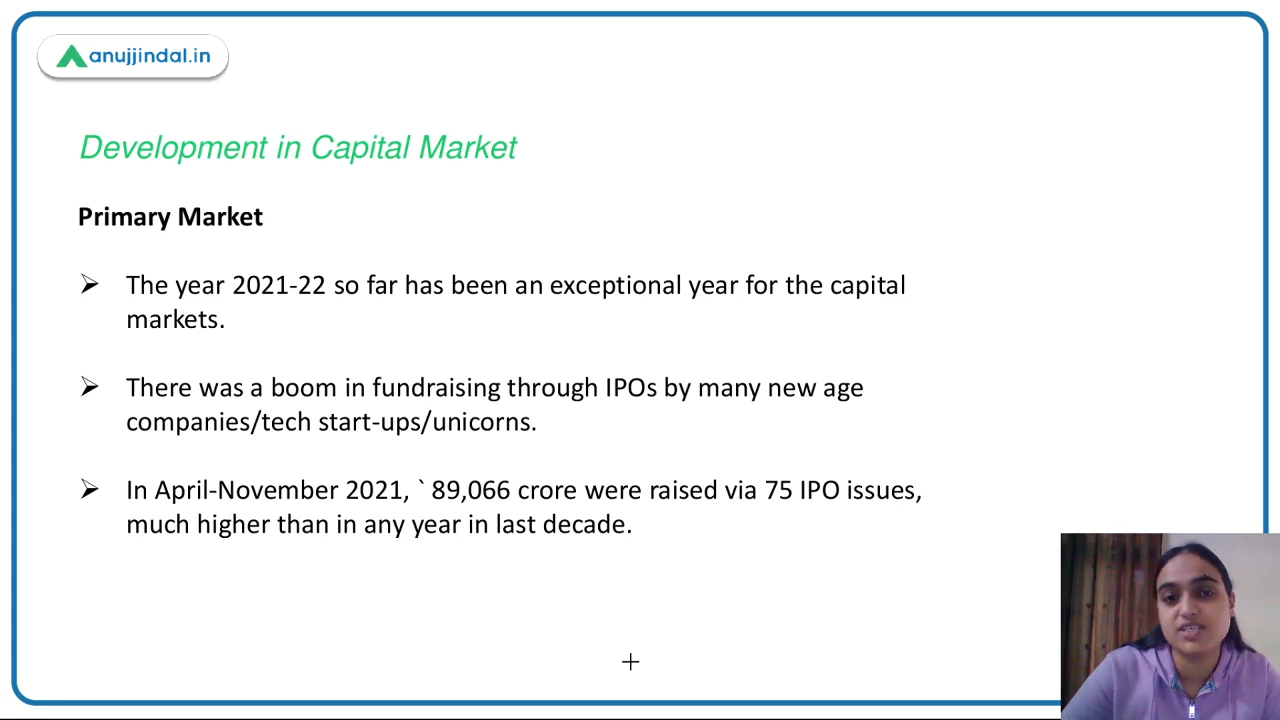 anujjindal.in
Development in Capital Market
Primary Market
➢ The year 2021-22 so far has been an exceptional year for the capital
markets.
➢ There was a boom in fundraising through IPOs by many new age
companies/tech start-ups/unicorns.
➢ In April-November 2021, ` 89,066 crore were raised via 75 IPO issues,
much higher than in any year in last decade.